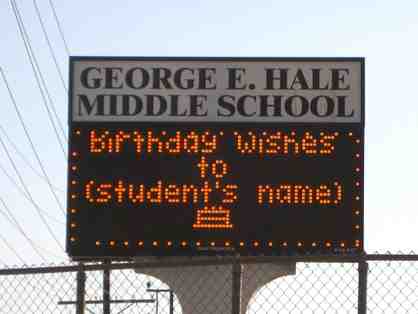 GEORGE E. HALE
MIDDLE SCHOOL
Birthday Wishes
to
(student's name)